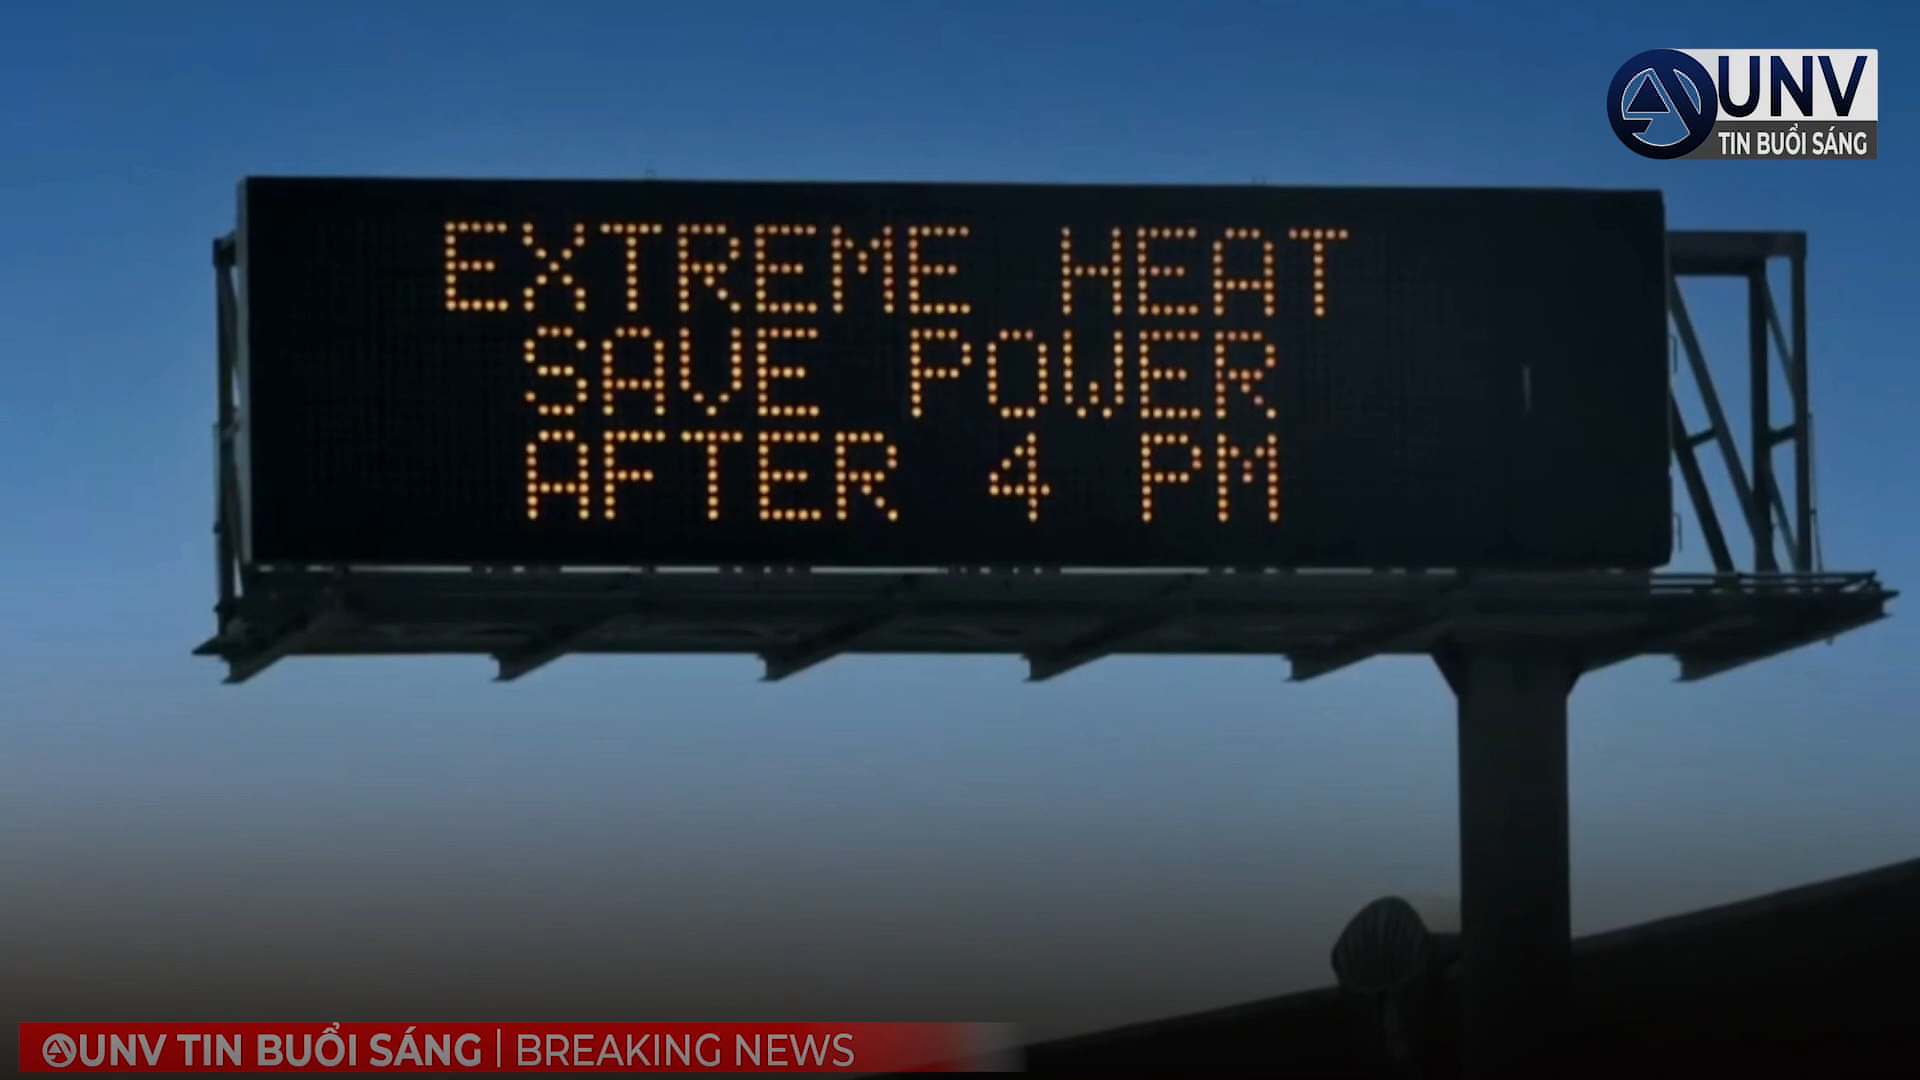 UNV
TIN BUỔI SÁNG
EXTREME HEAT
SAVE POWER
AFTER 4 PM
UNV TIN BUỔI SÁNG | BREAKING NEWS